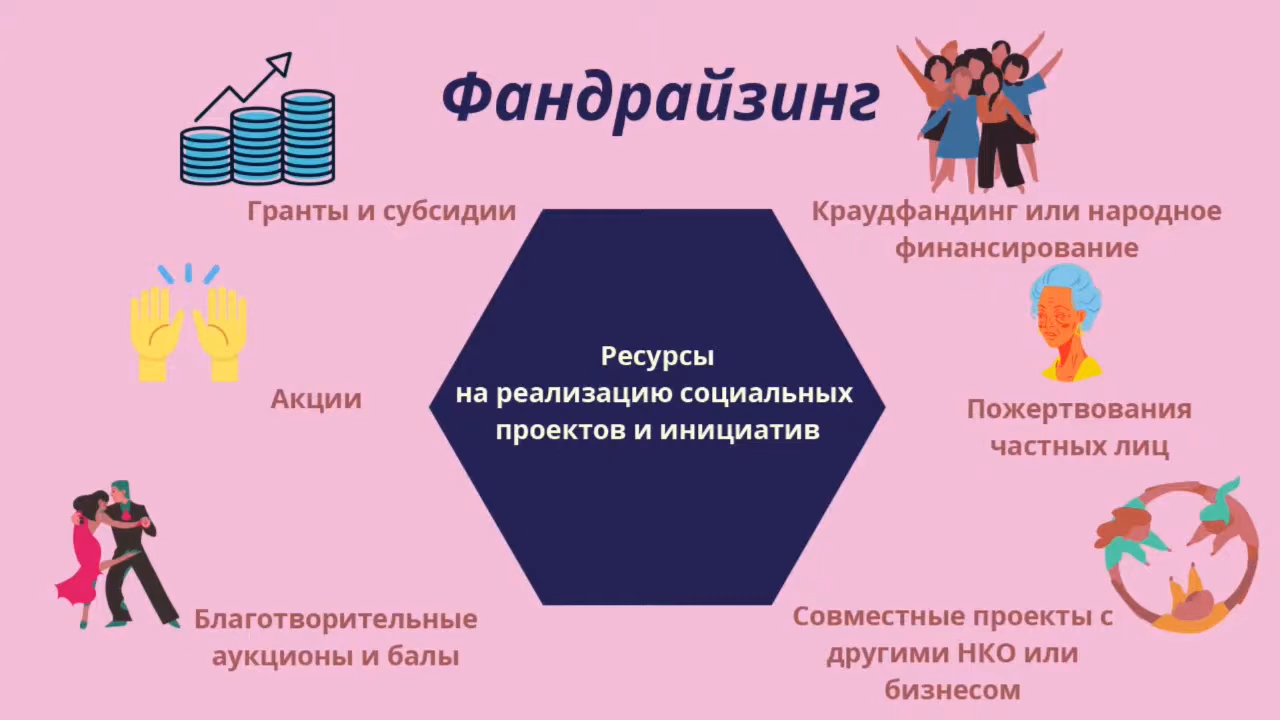 Фандрайзинг
Гранты и субсидии
Краудфандинг или народное
финансирование
Ресурсы
на реализацию социальных
проектов и инициатив
Акции
Пожертвования
частных лиц
Благотворительные
аукционы и балы
Совместные проекты с
другими НКО или
бизнесом